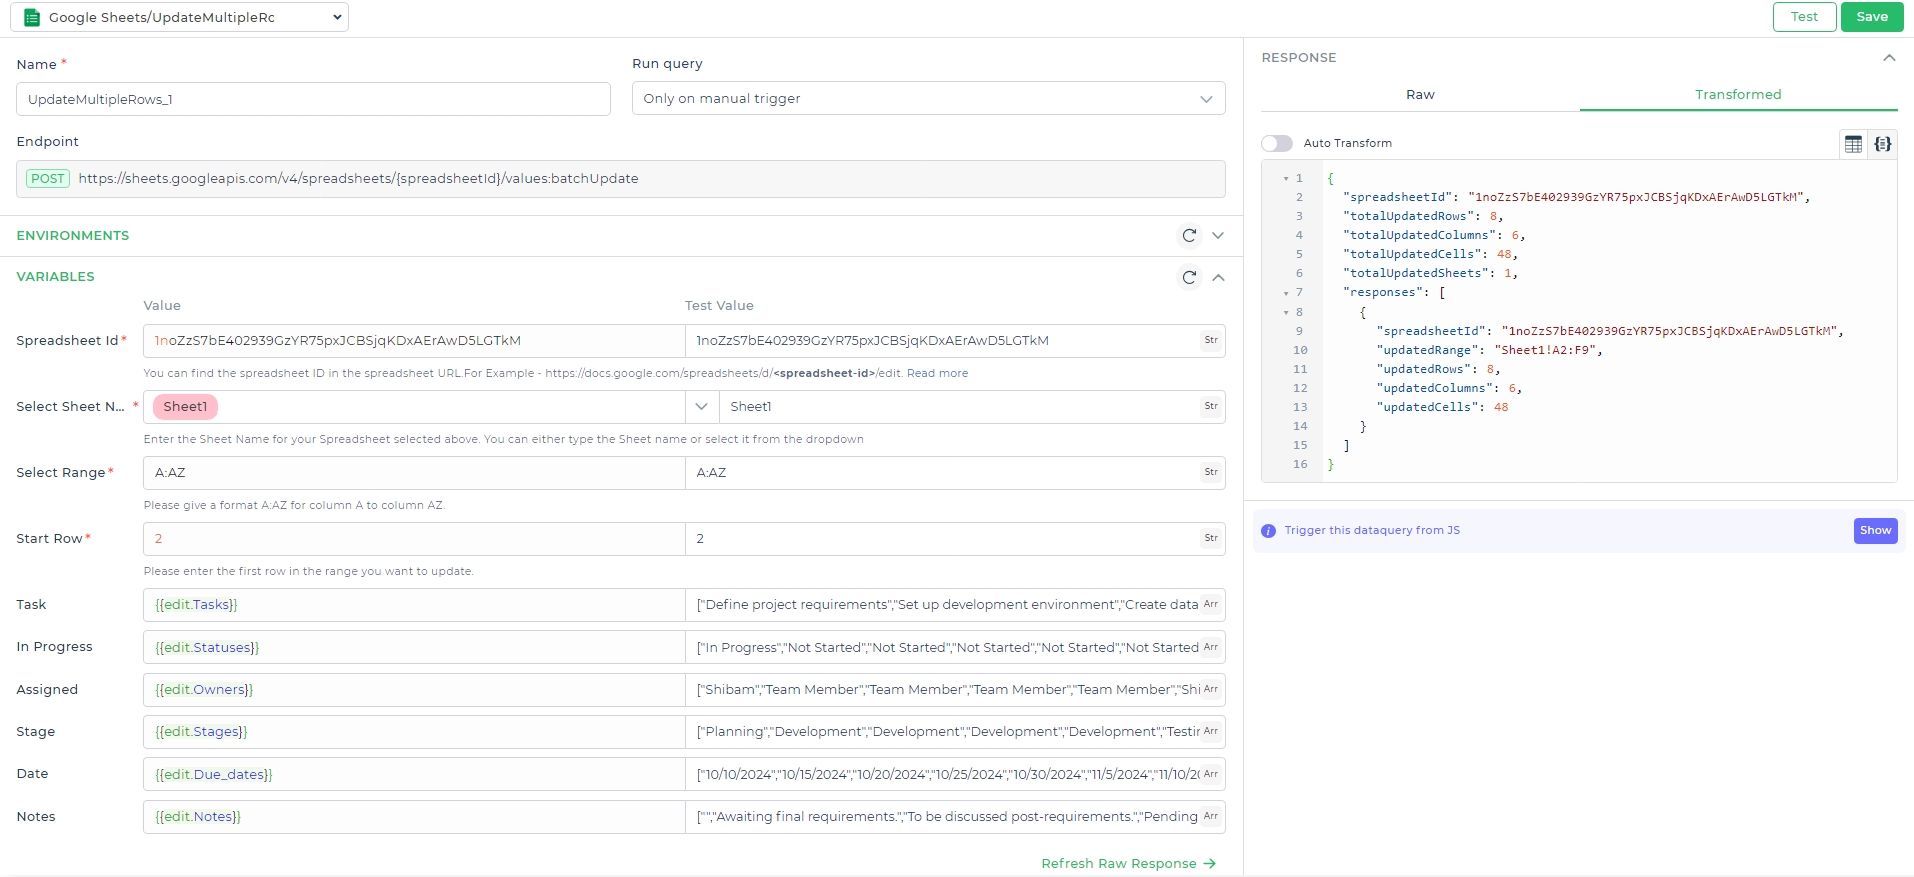 Google Sheets/UpdateMultipleRc
Test
Save
Name *
UpdateMultipleRows_1
Run query
Only on manual trigger
Endpoint
POST https://sheets.googleapis.com/v4/spreadsheets/{spreadsheetId}/values:batchUpdate
ENVIRONMENTS
VARIABLES
Value Test Value
Spreadsheet Id* 1noZzS7bE402939GzYR75pxJCBSjqKDxAErAwD5LGTkM 1noZzS7bE402939GzYR75pxJCBSjqKDxAErAwD5LGTkM Str
You can find the spreadsheet ID in the spreadsheet URL.For Example - https://docs.google.com/spreadsheets/d/<spreadsheet-id>/edit. Read more
Select Sheet N... * Sheet1 Sheet1 Str
Enter the Sheet Name for your Spreadsheet selected above. You can either type the Sheet name or select it from the dropdown
Select Range* A:AZ A:AZ Str
Please give a format A:AZ for column A to column AZ.
Start Row* 2 2 Str
Please enter the first row in the range you want to update.
Task {{edit.Tasks}} ["Define project requirements","Set up development environment","Create data Arr
In Progress {{edit.Statuses}} ["In Progress","Not Started","Not Started","Not Started","Not Started","Not Started Arr
Assigned {{edit.Owners}} ["Shibam","Team Member","Team Member","Team Member","Team Member","Shi Arr
Stage {{edit.Stages}} ["Planning","Development","Development","Development","Development","Testin Arr
Date {{edit.Due_dates}} ["10/10/2024","10/15/2024","10/20/2024","10/25/2024","10/30/2024","11/5/2024","11/10/20 Arr
Notes {{edit.Notes}} ["","Awaiting final requirements.","To be discussed post-requirements.","Pending Arr
Refresh Raw Response →
RESPONSE
Raw Transformed
Auto Transform
1 {
2 "spreadsheetId": "1noZzS7bE402939GzYR75pxJCBSjqKDxAErAwD5LGTkM",
3 "totalUpdatedRows": 8,
4 "totalUpdatedColumns": 6,
5 "totalUpdatedCells": 48,
6 "totalUpdatedSheets": 1,
7 "responses": [
8 {
9 "spreadsheetId": "1noZzS7bE402939GzYR75pxJCBSjqKDxAErAwD5LGTkM",
10 "updatedRange": "Sheet1!A2:F9",
11 "updatedRows": 8,
12 "updatedColumns": 6,
13 "updatedCells": 48
14 }
15 ]
16 }
Trigger this dataquery from JS
Show